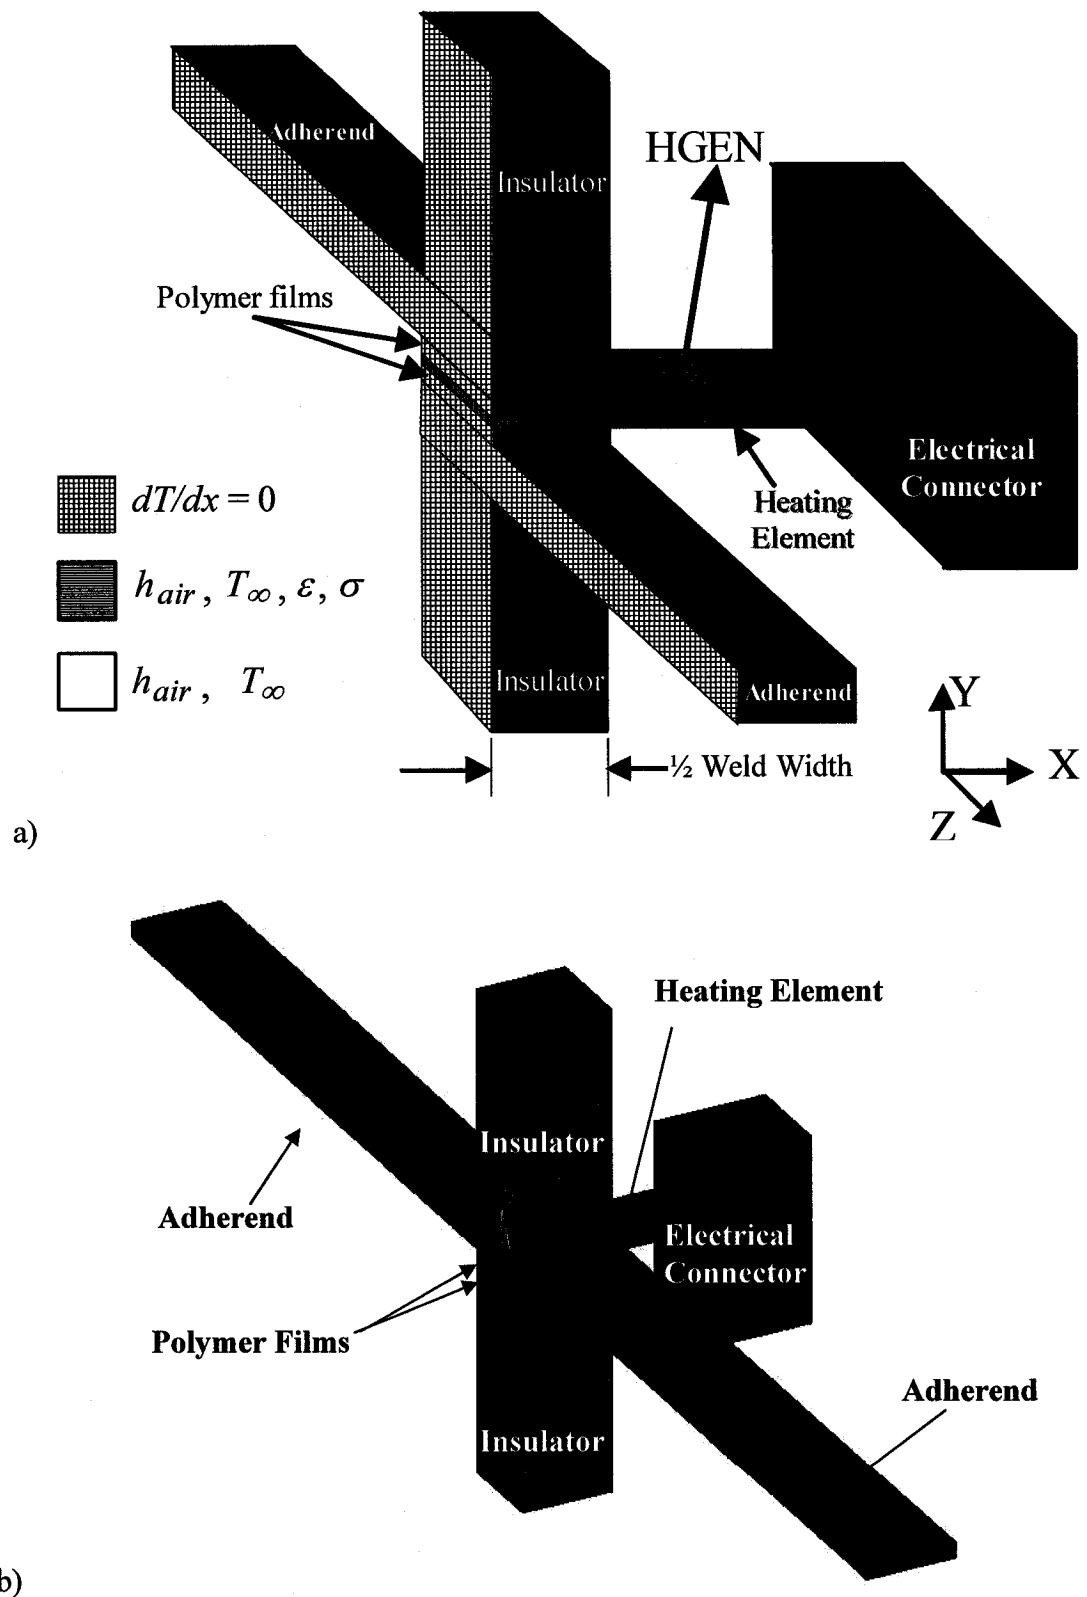 Adherend
Insulator
HGEN
Polymer films
Electrical
Connector
Heating
Element
dT/dx = 0
h_air , T_∞ , ε, σ
h_air , T_∞
Insulator
Adherend
½ Weld Width
Y
X
Z
a)
Heating Element
Insulator
Adherend
Electrical
Connector
Polymer Films
Adherend
Insulator
b)